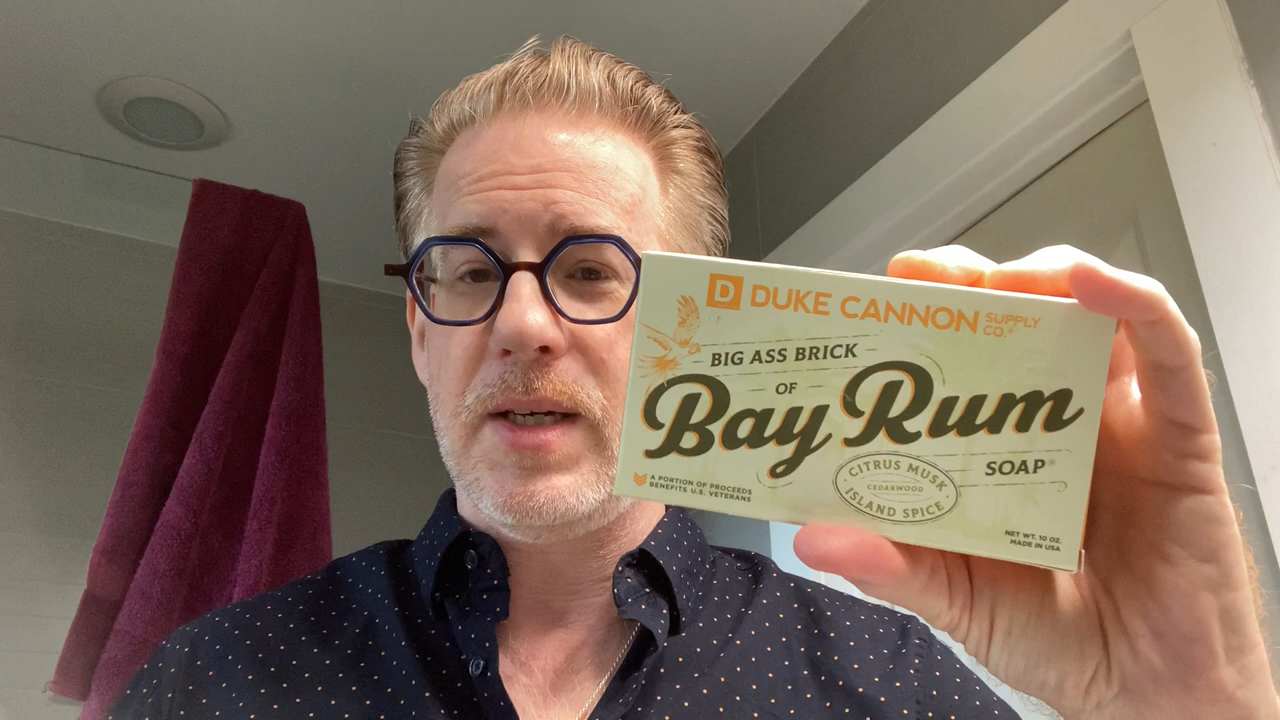 D DUKE CANNON SUPPLY CO.®
BIG ASS BRICK
OF
Bay Rum
SOAP®
CITRUS MUSK
CEDARWOOD
ISLAND SPICE
A PORTION OF PROCEEDS
BENEFITS U.S. VETERANS
NET WT. 10 OZ.
MADE IN USA